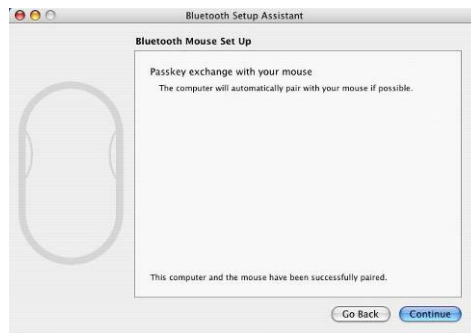 Bluetooth Setup Assistant
Bluetooth Mouse Set Up
Passkey exchange with your mouse
The computer will automatically pair with your mouse if possible.
This computer and the mouse have been successfully paired.
Go Back
Continue